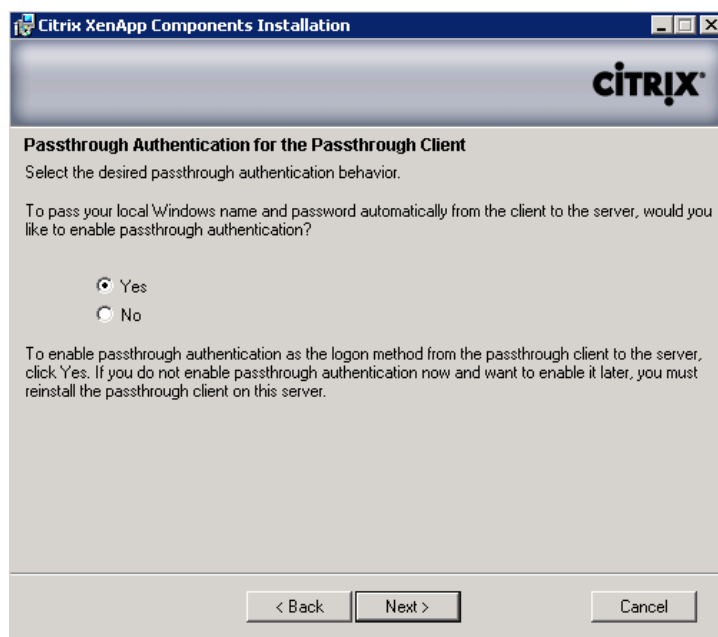 Citrix XenApp Components Installation
CİTRIX
Passthrough Authentication for the Passthrough Client
Select the desired passthrough authentication behavior.
To pass your local Windows name and password automatically from the client to the server, would you
like to enable passthrough authentication?
Yes
No
To enable passthrough authentication as the logon method from the passthrough client to the server,
click Yes. If you do not enable passthrough authentication now and want to enable it later, you must
reinstall the passthrough client on this server.
< Back Next > Cancel